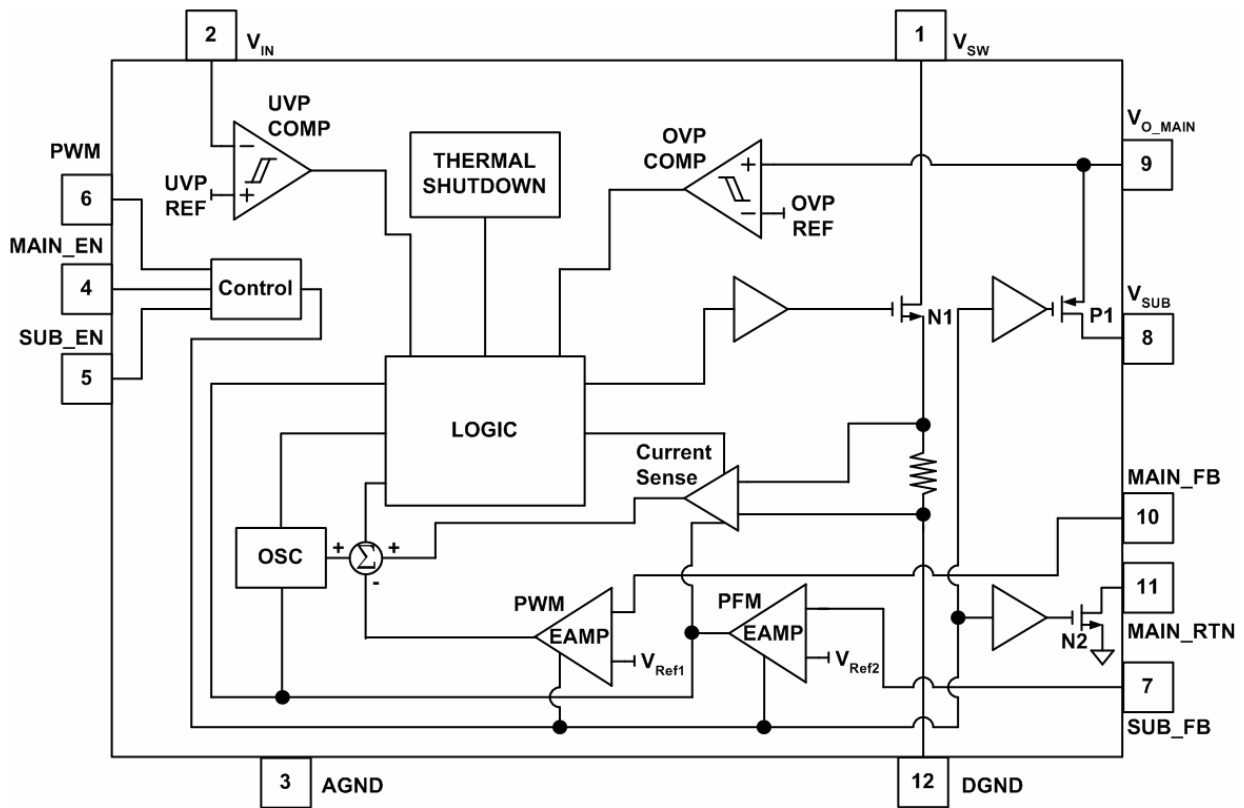 2
V_IN
1
V_SW
UVP
COMP
−
+
UVP
REF
THERMAL
SHUTDOWN
OVP
COMP
+
−
OVP
REF
V_O_MAIN
9
PWM
6
MAIN_EN
4
Control
SUB_EN
5
N1
P1
V_SUB
8
LOGIC
Current
Sense
MAIN_FB
10
OSC
+
Σ
+
-
PWM
EAMP
V_Ref1
PFM
EAMP
V_Ref2
11
N2
MAIN_RTN
7
SUB_FB
3
AGND
12
DGND